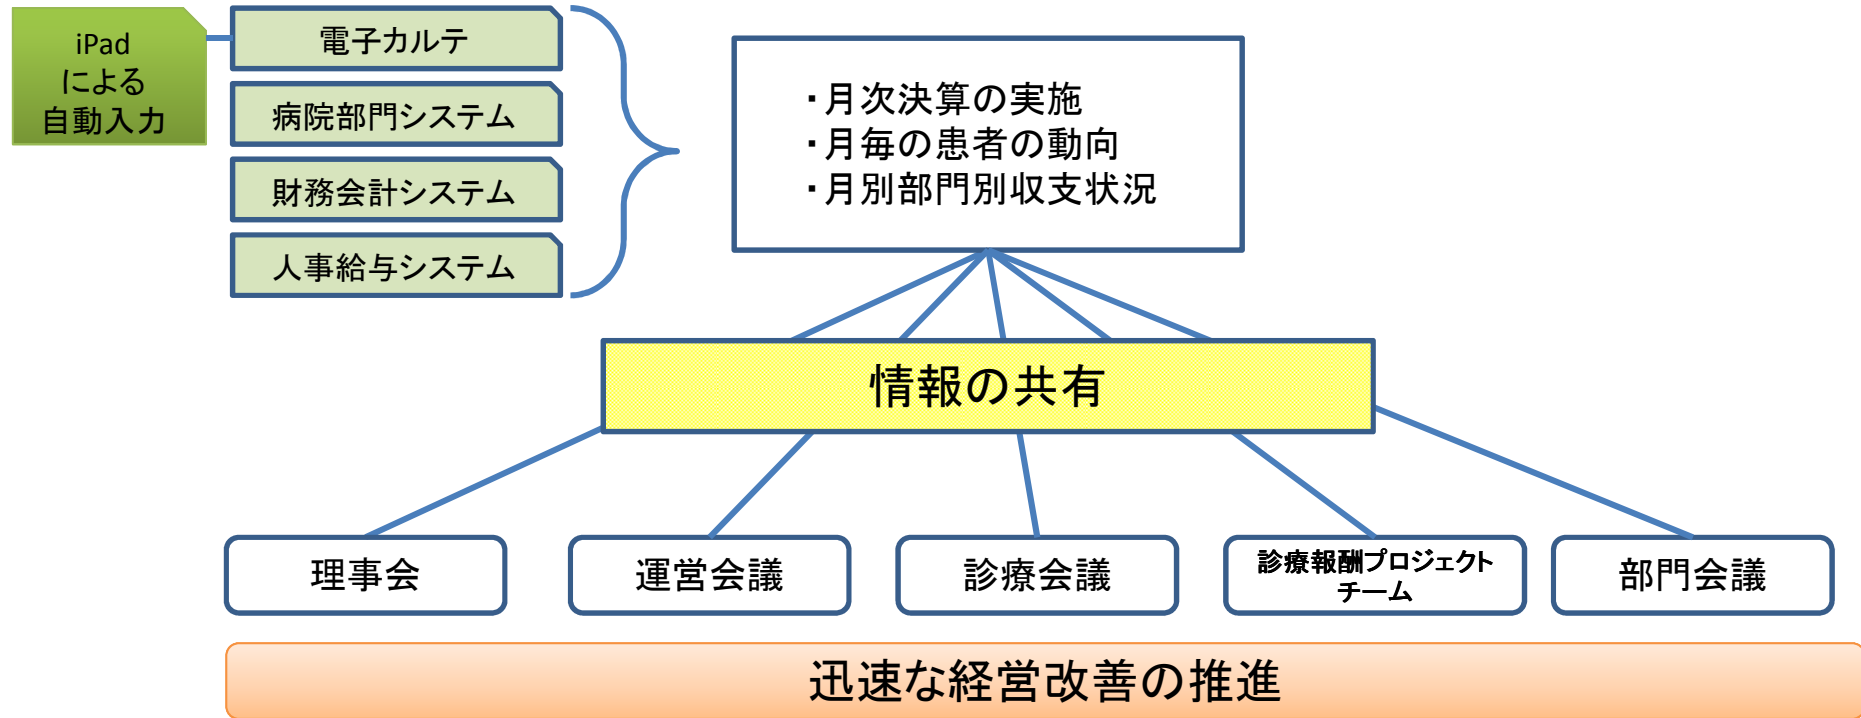 iPad
による
自動入力
電子カルテ
病院部門システム
財務会計システム
人事給与システム
・月次決算の実施
・月毎の患者の動向
・月別部門別収支状況
情報の共有
理事会
運営会議
診療会議
診療報酬プロジェクト
チーム
部門会議
迅速な経営改善の推進